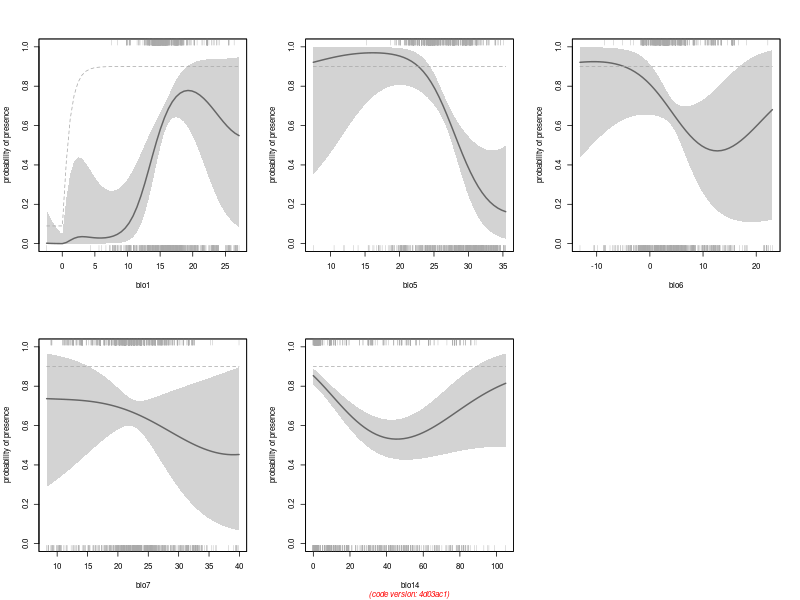 probability of presence
0.0 0.2 0.4 0.6 0.8 1.0
0 5 10 15 20 25
bio1
probability of presence
0.0 0.2 0.4 0.6 0.8 1.0
10 15 20 25 30 35
bio5
probability of presence
0.0 0.2 0.4 0.6 0.8 1.0
-10 0 10 20
bio6
probability of presence
0.0 0.2 0.4 0.6 0.8 1.0
10 15 20 25 30 35 40
bio7
probability of presence
0.0 0.2 0.4 0.6 0.8 1.0
0 20 40 60 80 100
bio14
(code version: 4d03ac1)